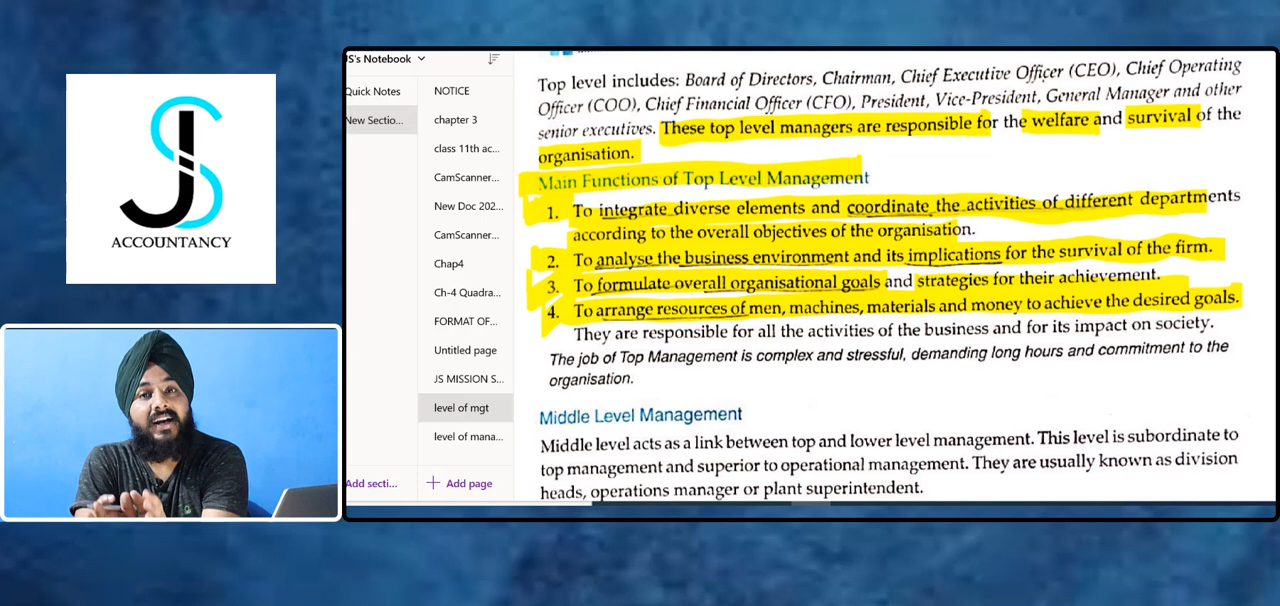 JS
ACCOUNTANCY
JS's Notebook
Quick Notes
New Sectio...
Add secti...
NOTICE
chapter 3
class 11th ac...
CamScanner...
New Doc 202...
CamScanner...
Chap4
Ch-4 Quadra...
FORMAT OF...
Untitled page
JS MISSION S...
level of mgt
level of mana...
Add page
Top level includes: Board of Directors, Chairman, Chief Executive Officer (CEO), Chief Operating
Officer (COO), Chief Financial Officer (CFO), President, Vice-President, General Manager and other
senior executives. These top level managers are responsible for the welfare and survival of the
organisation.
Main Functions of Top Level Management
1. To integrate diverse elements and coordinate the activities of different departments
according to the overall objectives of the organisation.
2. To analyse the business environment and its implications for the survival of the firm.
3. To formulate overall organisational goals and strategies for their achievement.
4. To arrange resources of men, machines, materials and money to achieve the desired goals.
They are responsible for all the activities of the business and for its impact on society.
The job of Top Management is complex and stressful, demanding long hours and commitment to the
organisation.
Middle Level Management
Middle level acts as a link between top and lower level management. This level is subordinate to
top management and superior to operational management. They are usually known as division
heads, operations manager or plant superintendent.